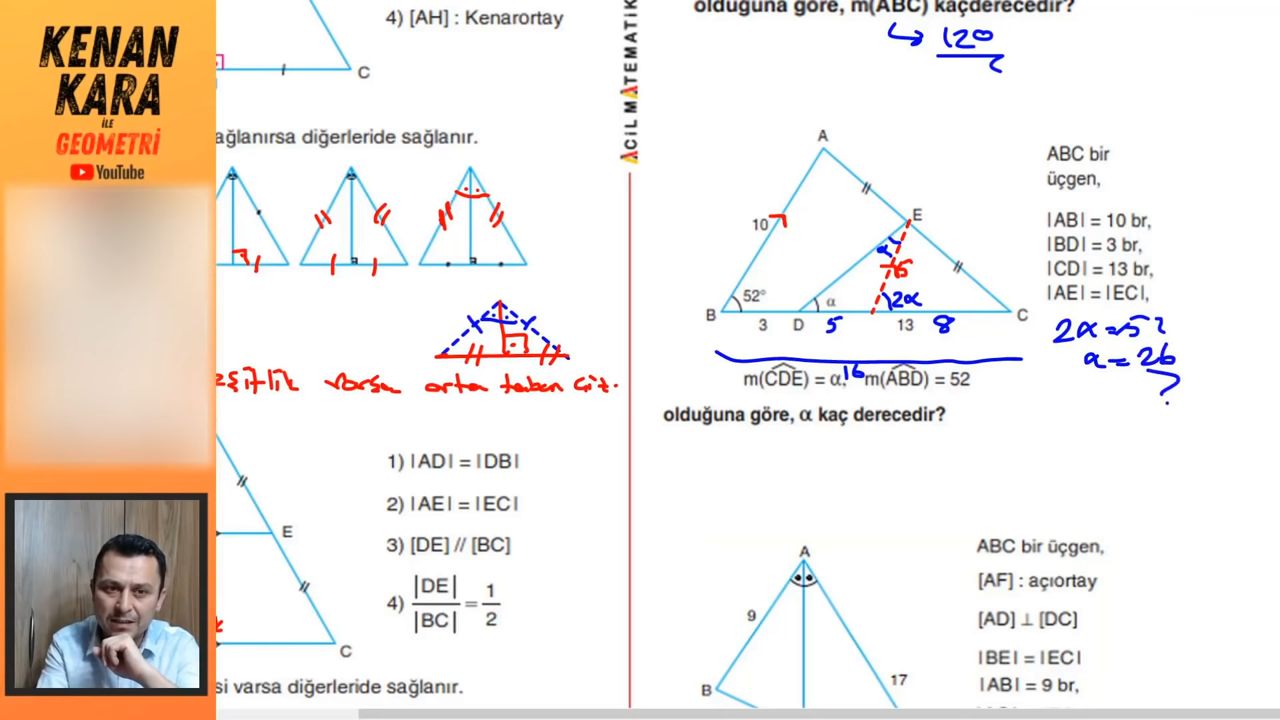 KENAN
KARA
İLE
GEOMETRİ
YouTube
4) [AH] : Kenarortay
C
ağlanırsa diğerleride sağlanır.
varsa orta taban çiz.
E
C
1) |AD| = |DB|
2) |AE| = |EC|
3) [DE] // [BC]
4) |DE| / |BC| = 1 / 2
si varsa diğerleride sağlanır.
ACİL MATEMATİK
olduğuna göre, m(ABC) kaçderecedir?
120
A
E
10
α
15
52°
α
2α
B
3
D
5
13
8
C
16
ABC bir
üçgen,
|AB| = 10 br,
|BD| = 3 br,
|CD| = 13 br,
|AE| = |EC|,
2α = 52
α = 26
?
m(CDE) = α, m(ABD) = 52
olduğuna göre, α kaç derecedir?
A
9
B
17
ABC bir üçgen,
[AF] : açıortay
[AD] ⊥ [DC]
|BE| = |EC|
|AB| = 9 br,